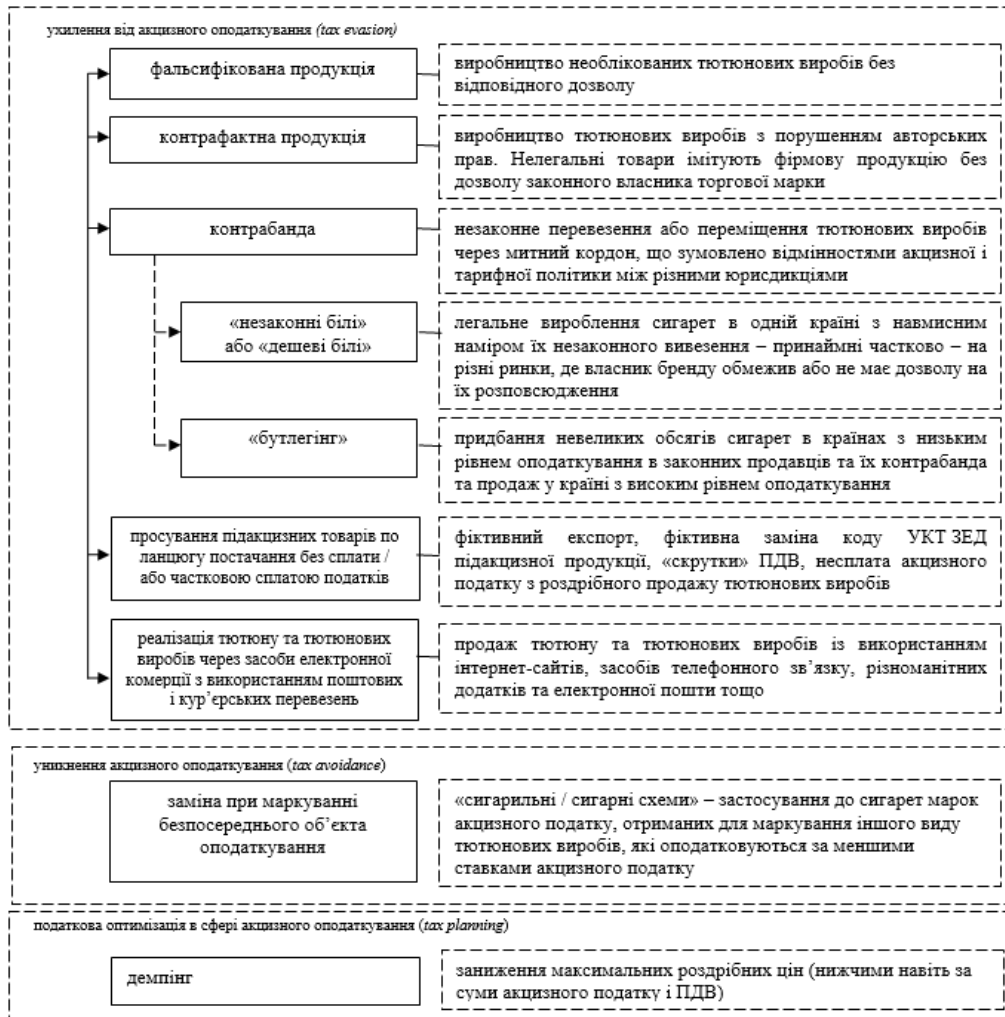 ухилення від акцизного оподаткування (tax evasion)
фальсифікована продукція
виробництво необлікованих тютюнових виробів без
відповідного дозволу
контрафактна продукція
виробництво тютюнових виробів з порушенням авторських
прав. Нелегальні товари імітують фірмову продукцію без
дозволу законного власника торгової марки
контрабанда
незаконне перевезення або переміщення тютюнових виробів
через митний кордон, що зумовлено відмінностями акцизної і
тарифної політики між різними юрисдикціями
«незаконні білі»
або «дешеві білі»
легальне вироблення сигарет в одній країні з навмисним
наміром їх незаконного вивезення – принаймні частково – на
різні ринки, де власник бренду обмежив або не має дозволу на
їх розповсюдження
«бутлегінг»
придбання невеликих обсягів сигарет в країнах з низьким
рівнем оподаткування в законних продавців та їх контрабанда
та продаж у країні з високим рівнем оподаткування
просування підакцизних товарів по
ланцюгу постачання без сплати /
або частковою сплатою податків
фіктивний експорт, фіктивна заміна коду УКТ ЗЕД
підакцизної продукції, «скрутки» ПДВ, несплата акцизного
податку з роздрібного продажу тютюнових виробів
реалізація тютюну та тютюнових
виробів через засоби електронної
комерції з використанням поштових
і кур’єрських перевезень
продаж тютюну та тютюнових виробів із використанням
інтернет-сайтів, засобів телефонного зв’язку, різноманітних
додатків та електронної пошти тощо
уникнення акцизного оподаткування (tax avoidance)
заміна при маркуванні
безпосереднього об’єкта
оподаткування
«сигарильні / сигарні схеми» – застосування до сигарет марок
акцизного податку, отриманих для маркування іншого виду
тютюнових виробів, які оподатковуються за меншими
ставками акцизного податку
податкова оптимізація в сфері акцизного оподаткування (tax planning)
демпінг
заниження максимальних роздрібних цін (нижчими навіть за
суми акцизного податку і ПДВ)